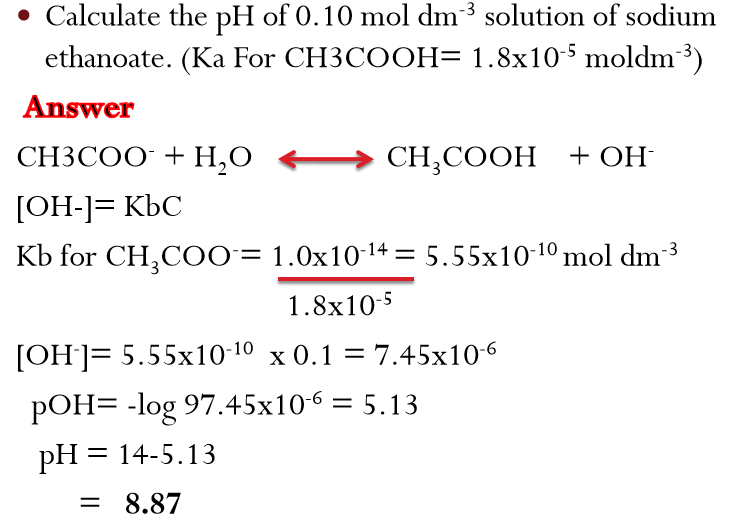 • Calculate the pH of 0.10 mol dm⁻³ solution of sodium
ethanoate. (Ka For CH3COOH= 1.8x10⁻⁵ moldm⁻³)
Answer
CH3COO⁻ + H₂O ⟷ CH₃COOH + OH⁻
[OH-]= KbC
Kb for CH₃COO⁻= 1.0x10⁻¹⁴ = 5.55x10⁻¹⁰ mol dm⁻³
1.8x10⁻⁵
[OH⁻]= 5.55x10⁻¹⁰ x 0.1 = 7.45x10⁻⁶
pOH= -log 97.45x10⁻⁶ = 5.13
pH = 14-5.13
= 8.87